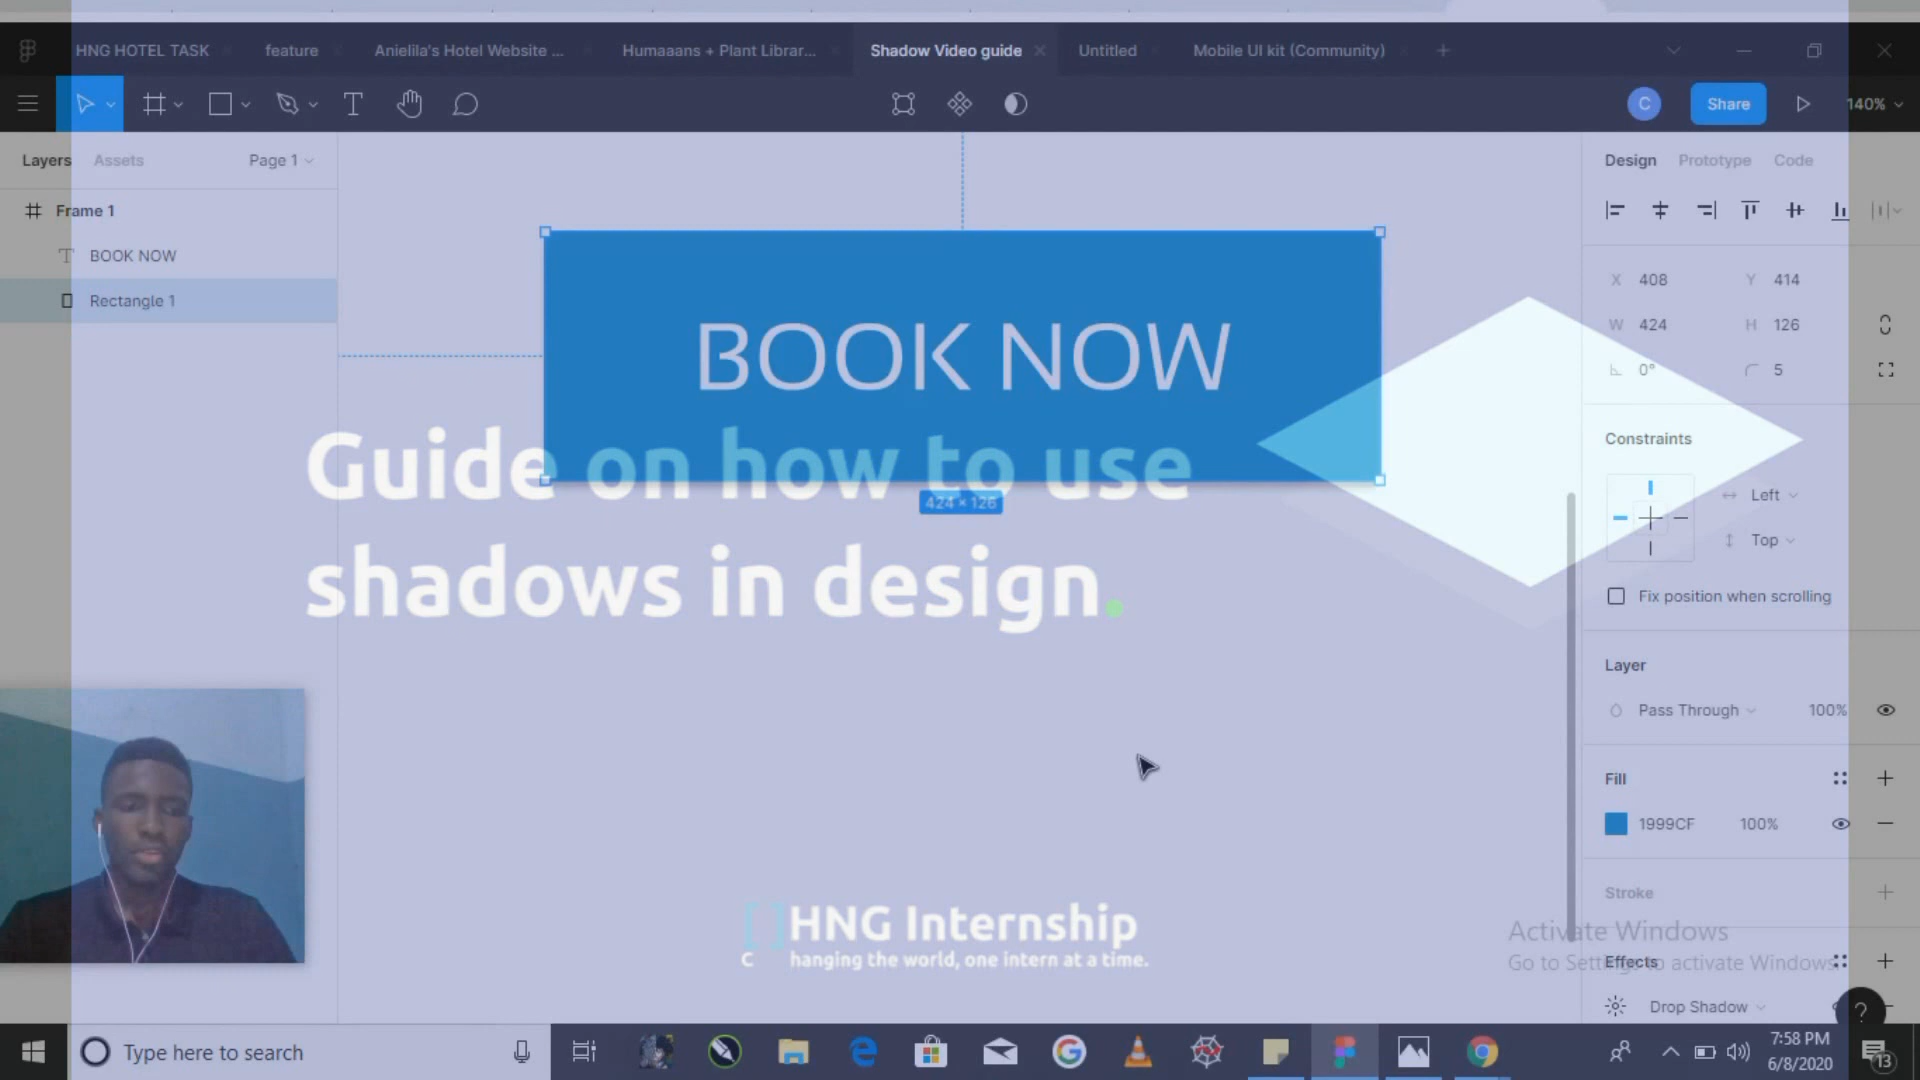 HNG HOTEL TASK
feature
Anielila's Hotel Website ...
Humaaans + Plant Librar...
Shadow Video guide
Untitled
Mobile UI kit (Community)
C
Share
140%
Layers
Assets
Page 1
Design
Prototype
Code
Frame 1
BOOK NOW
Rectangle 1
BOOK NOW
X 408
Y 414
W 424
H 126
0°
5
Constraints
Left
Top
Fix position when scrolling
Guide on how to use
shadows in design.
424 × 126
Layer
Pass Through
100%
Fill
1999CF
100%
Stroke
Activate Windows
Go to Settings to activate Windows.
Effects
Drop Shadow
?
[ ] HNG Internship
C hanging the world, one intern at a time.
Type here to search
7:58 PM
6/8/2020
13